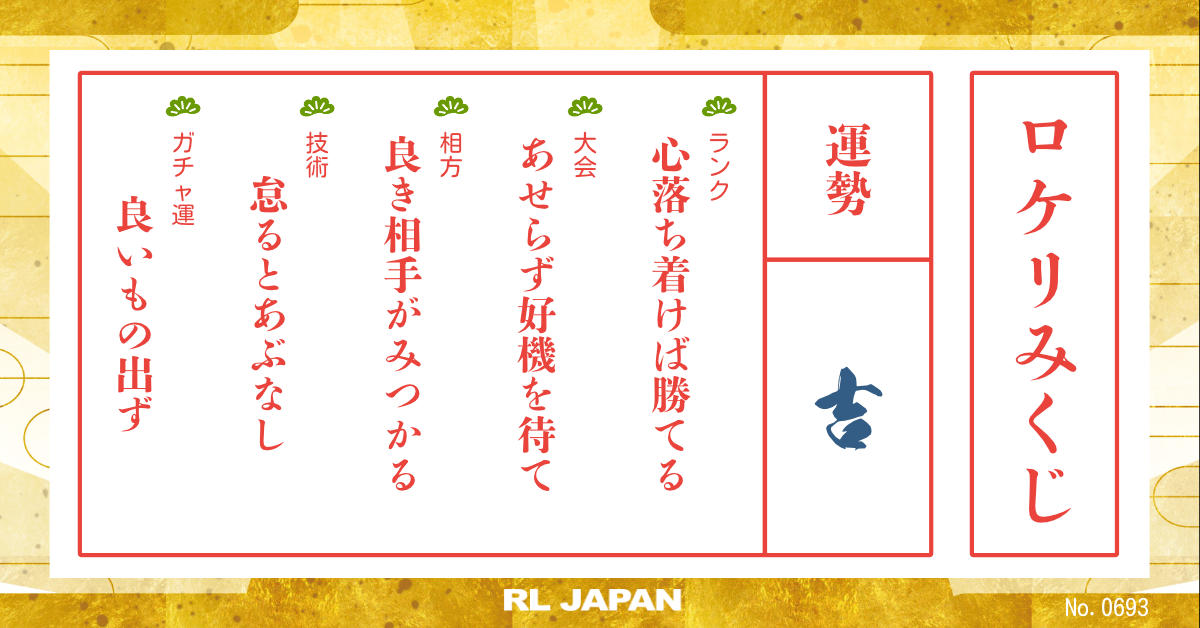 ロケリみくじ
運勢
吉
ランク
心落ち着けば勝てる
大会
あせらず好機を待て
相方
良き相手がみつかる
技術
怠るとあぶなし
ガチャ運
良いもの出ず
RL JAPAN
No. 0693